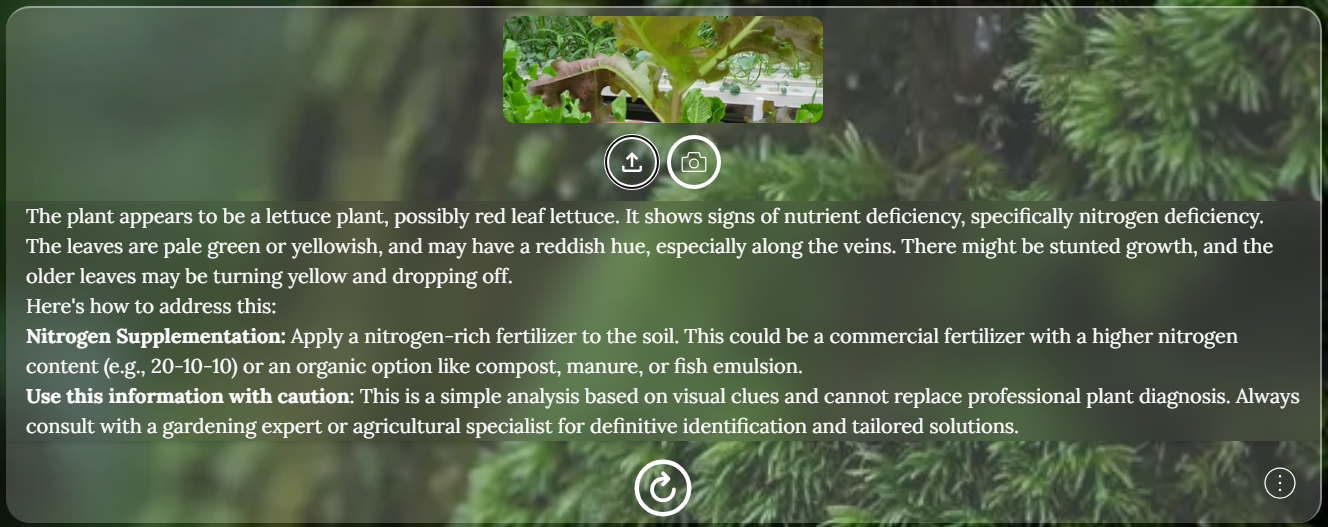 The plant appears to be a lettuce plant, possibly red leaf lettuce. It shows signs of nutrient deficiency, specifically nitrogen deficiency.
The leaves are pale green or yellowish, and may have a reddish hue, especially along the veins. There might be stunted growth, and the
older leaves may be turning yellow and dropping off.
Here's how to address this:
Nitrogen Supplementation: Apply a nitrogen-rich fertilizer to the soil. This could be a commercial fertilizer with a higher nitrogen
content (e.g., 20-10-10) or an organic option like compost, manure, or fish emulsion.
Use this information with caution: This is a simple analysis based on visual clues and cannot replace professional plant diagnosis. Always
consult with a gardening expert or agricultural specialist for definitive identification and tailored solutions.